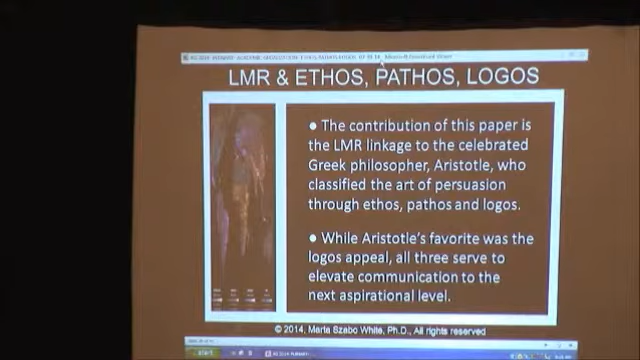 LMR & ETHOS, PATHOS, LOGOS
● The contribution of this paper is
the LMR linkage to the celebrated
Greek philosopher, Aristotle, who
classified the art of persuasion
through ethos, pathos and logos.
● While Aristotle's favorite was the
logos appeal, all three serve to
elevate communication to the
next aspirational level.
© 2014, Marta Szabo White, Ph.D., All rights reserved
start